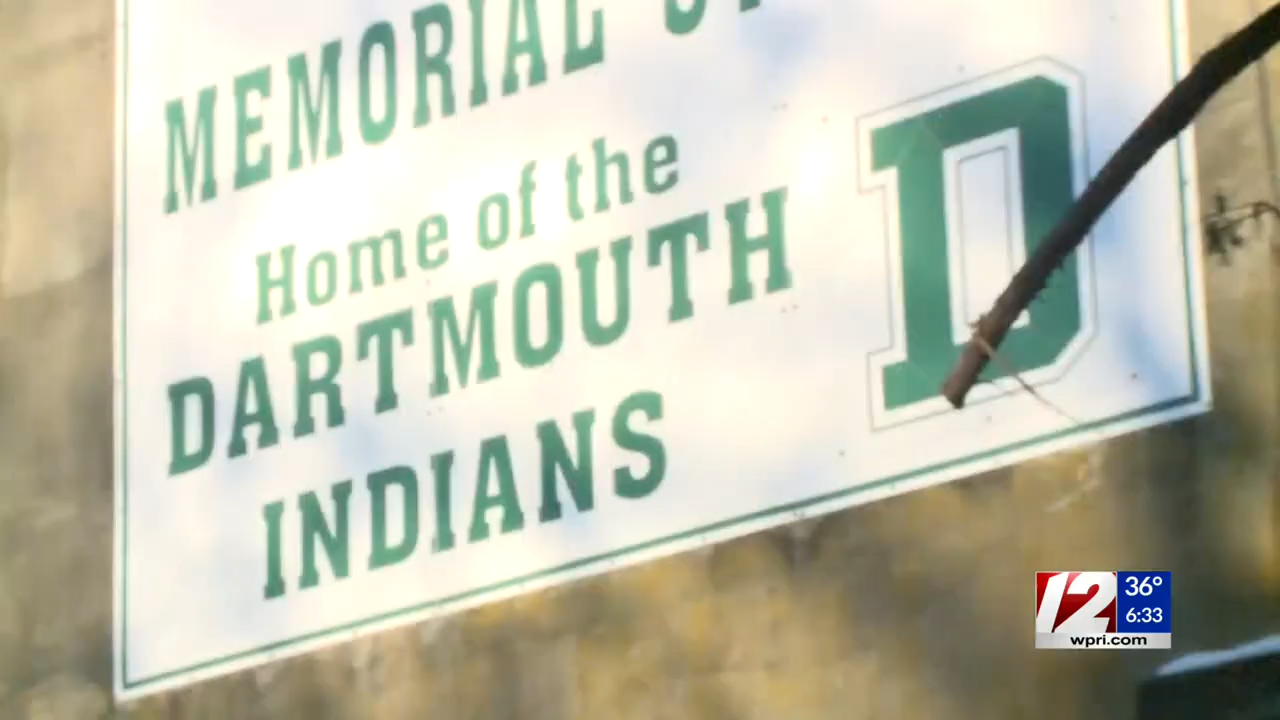 MEMORIAL
Home of the
DARTMOUTH
INDIANS
D
12
36°
6:33
wpri.com